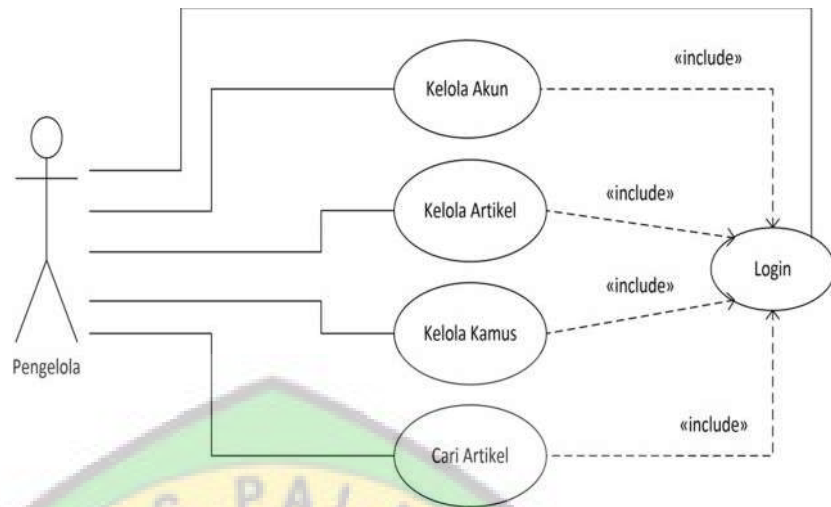 «include»
Kelola Akun
«include»
Kelola Artikel
Login
«include»
Kelola Kamus
Pengelola
«include»
Cari Artikel